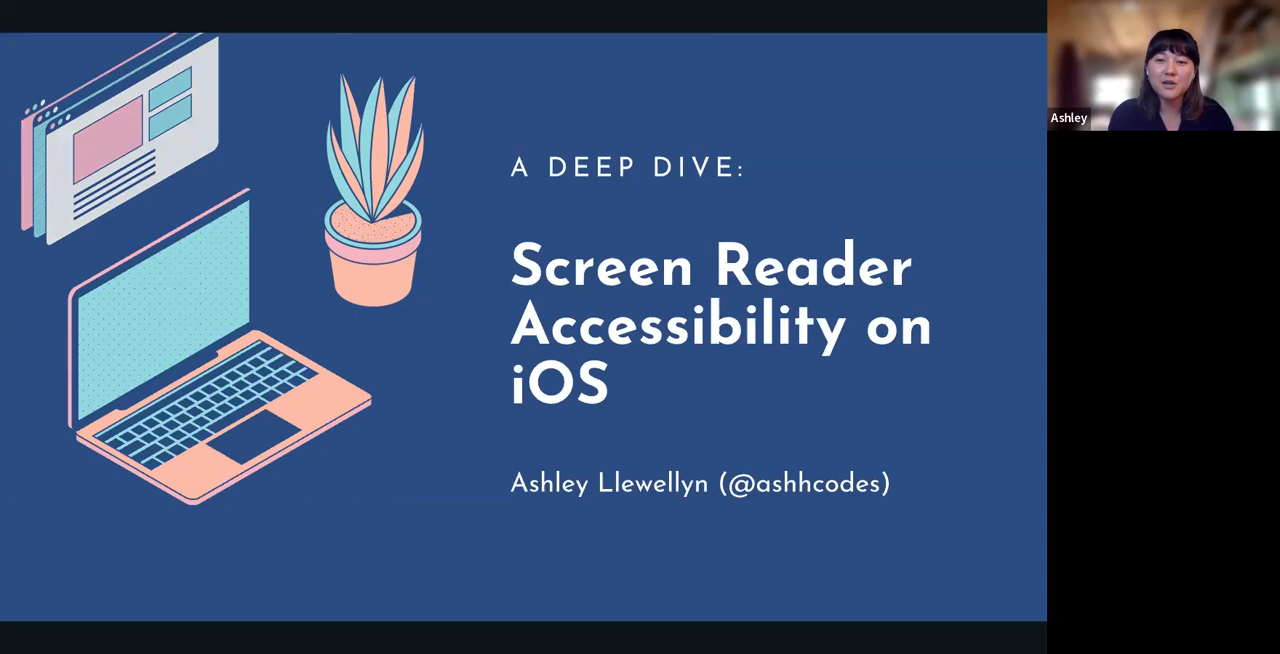 A DEEP DIVE:
Screen Reader
Accessibility on
iOS
Ashley Llewellyn (@ashhcodes)
Ashley